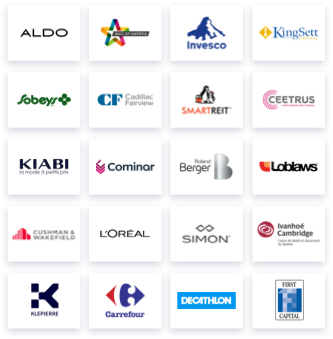 ALDO
MALL OF AMERICA
Invesco
KingSett
CAPITAL
Sobeys
CF Cadillac
Fairview
SMARTREIT
CEETRUS
KIABI
la mode à petits prix
Cominar
Roland
Berger B
Loblaws
CUSHMAN &
WAKEFIELD
L'ORÉAL
SIMON
Ivanhoé
Cambridge
K
KLEPIERRE
Carrefour
DECATHLON
FIRST
F
CAPITAL